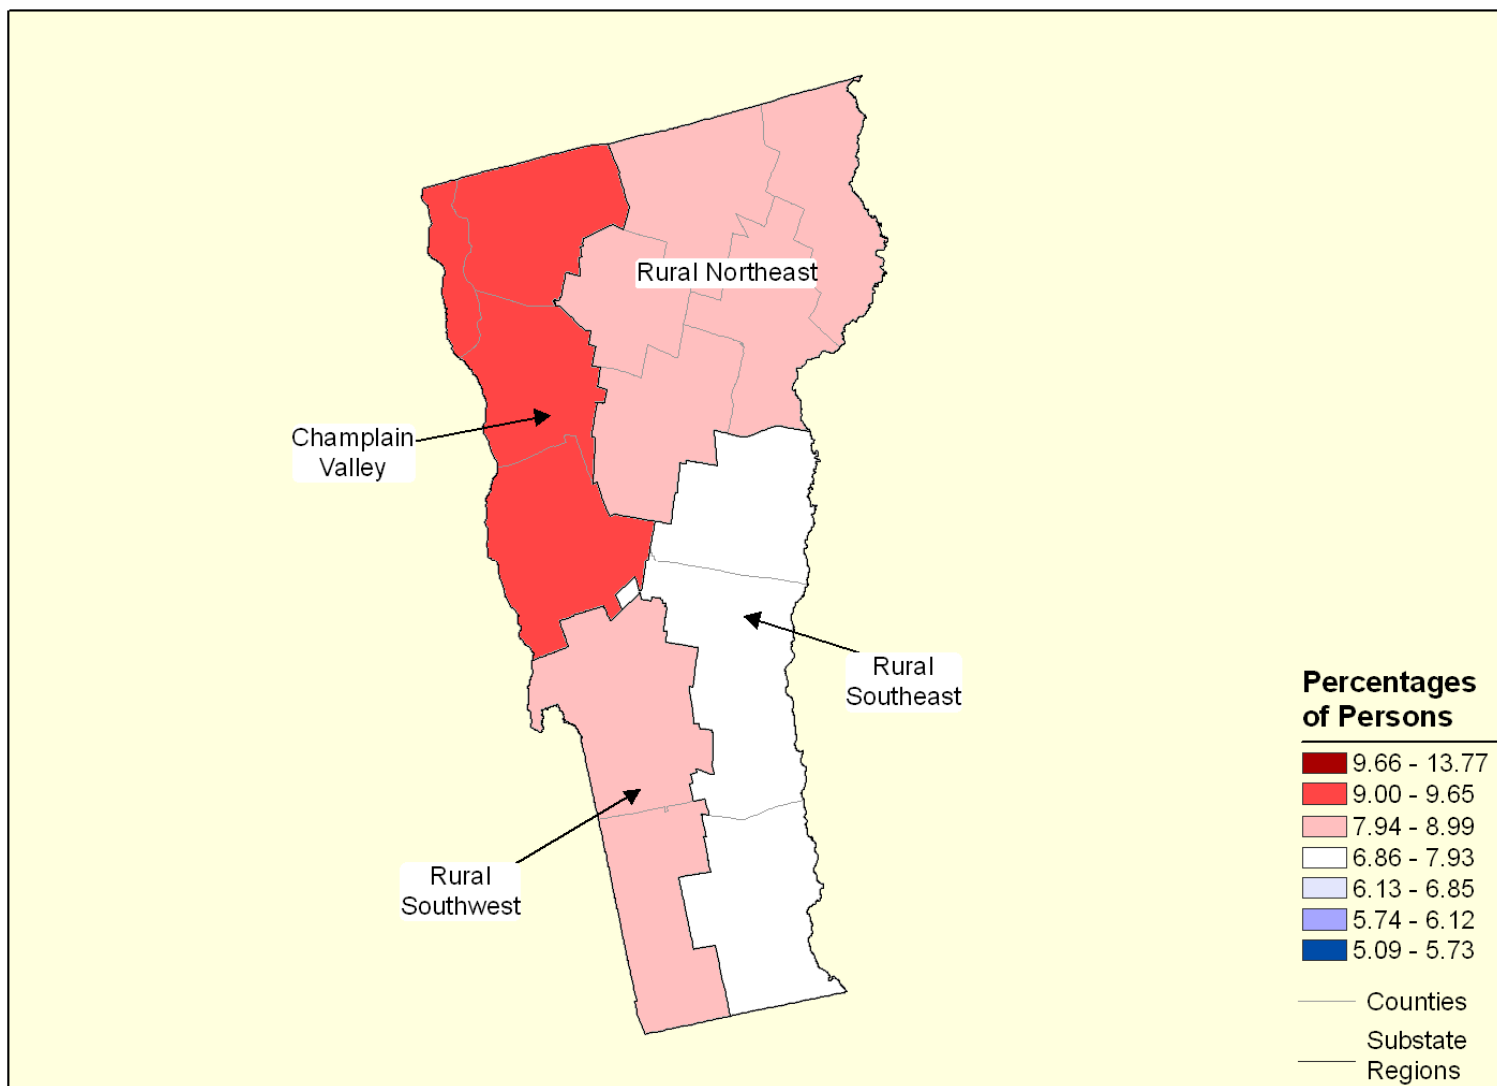 Rural Northeast
Champlain
Valley
Rural
Southeast
Rural
Southwest
Percentages
of Persons
9.66 - 13.77
9.00 - 9.65
7.94 - 8.99
6.86 - 7.93
6.13 - 6.85
5.74 - 6.12
5.09 - 5.73
Counties
Substate
Regions